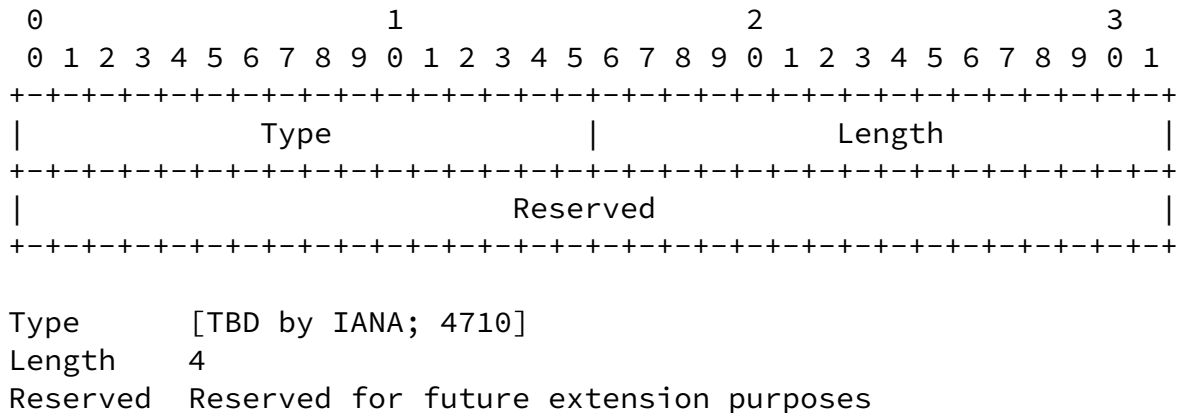 0                   1                   2                   3
 0 1 2 3 4 5 6 7 8 9 0 1 2 3 4 5 6 7 8 9 0 1 2 3 4 5 6 7 8 9 0 1
+-+-+-+-+-+-+-+-+-+-+-+-+-+-+-+-+-+-+-+-+-+-+-+-+-+-+-+-+-+-+-+-+
|             Type              |             Length            |
+-+-+-+-+-+-+-+-+-+-+-+-+-+-+-+-+-+-+-+-+-+-+-+-+-+-+-+-+-+-+-+-+
|                           Reserved                            |
+-+-+-+-+-+-+-+-+-+-+-+-+-+-+-+-+-+-+-+-+-+-+-+-+-+-+-+-+-+-+-+-+

Type      [TBD by IANA; 4710]
Length    4
Reserved  Reserved for future extension purposes